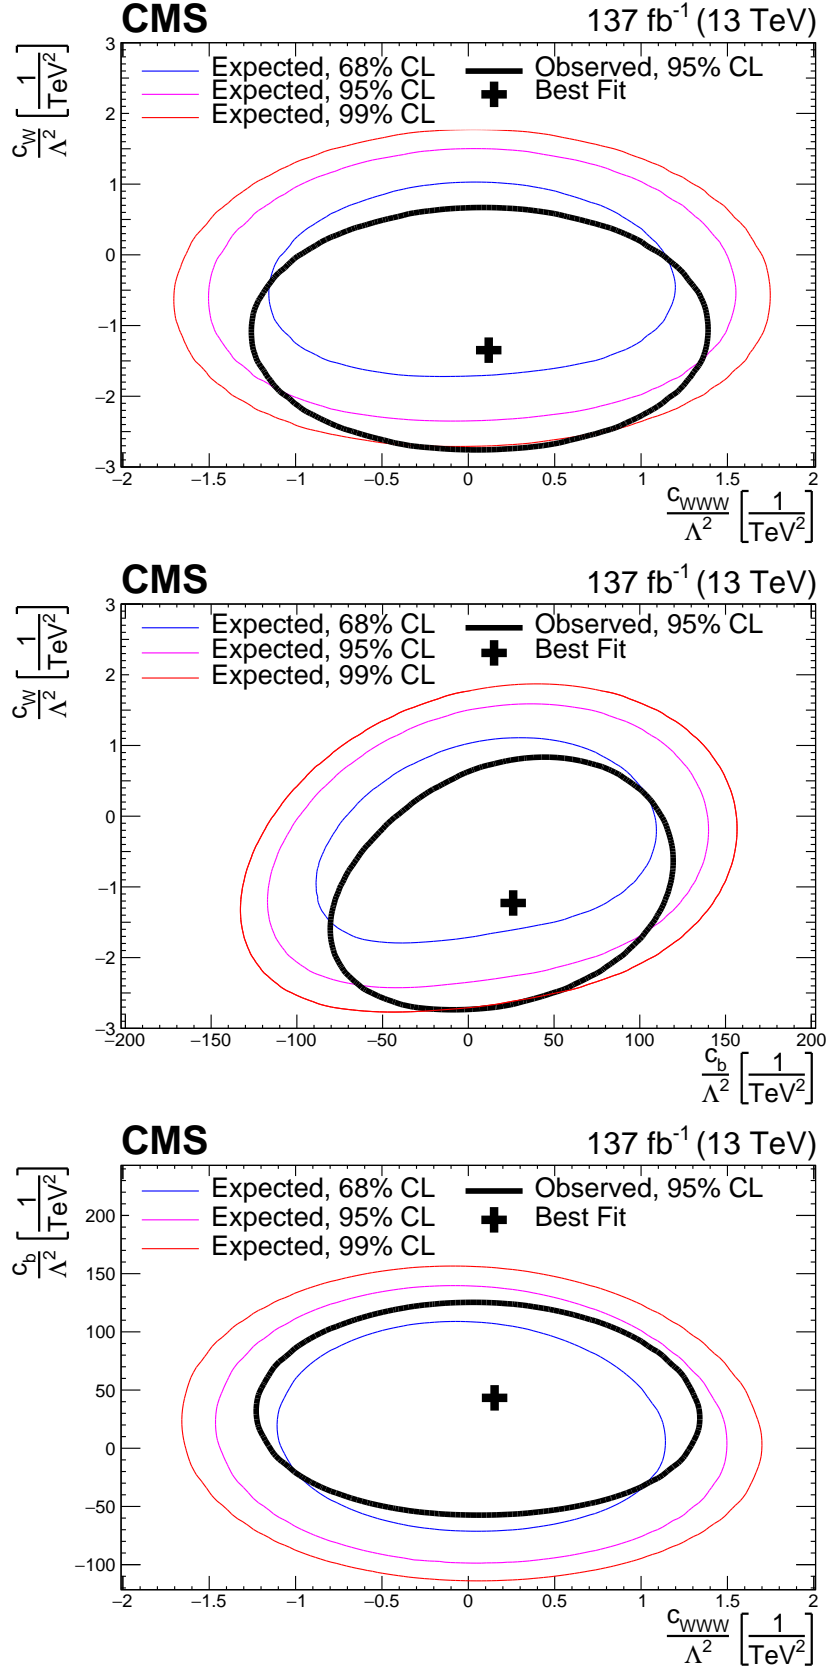 CMS 137 fb⁻¹ (13 TeV)
c_W/Λ² [1/TeV²]
Expected, 68% CL
Expected, 95% CL
Expected, 99% CL
Observed, 95% CL
Best Fit
3
2
1
0
−1
−2
−3
−2 −1.5 −1 −0.5 0 0.5 1 1.5 2
c_WWW/Λ² [1/TeV²]
CMS 137 fb⁻¹ (13 TeV)
c_W/Λ² [1/TeV²]
Expected, 68% CL
Expected, 95% CL
Expected, 99% CL
Observed, 95% CL
Best Fit
3
2
1
0
−1
−2
−3
−200 −150 −100 −50 0 50 100 150 200
c_b/Λ² [1/TeV²]
CMS 137 fb⁻¹ (13 TeV)
c_b/Λ² [1/TeV²]
Expected, 68% CL
Expected, 95% CL
Expected, 99% CL
Observed, 95% CL
Best Fit
200
150
100
50
0
−50
−100
−2 −1.5 −1 −0.5 0 0.5 1 1.5 2
c_WWW/Λ² [1/TeV²]